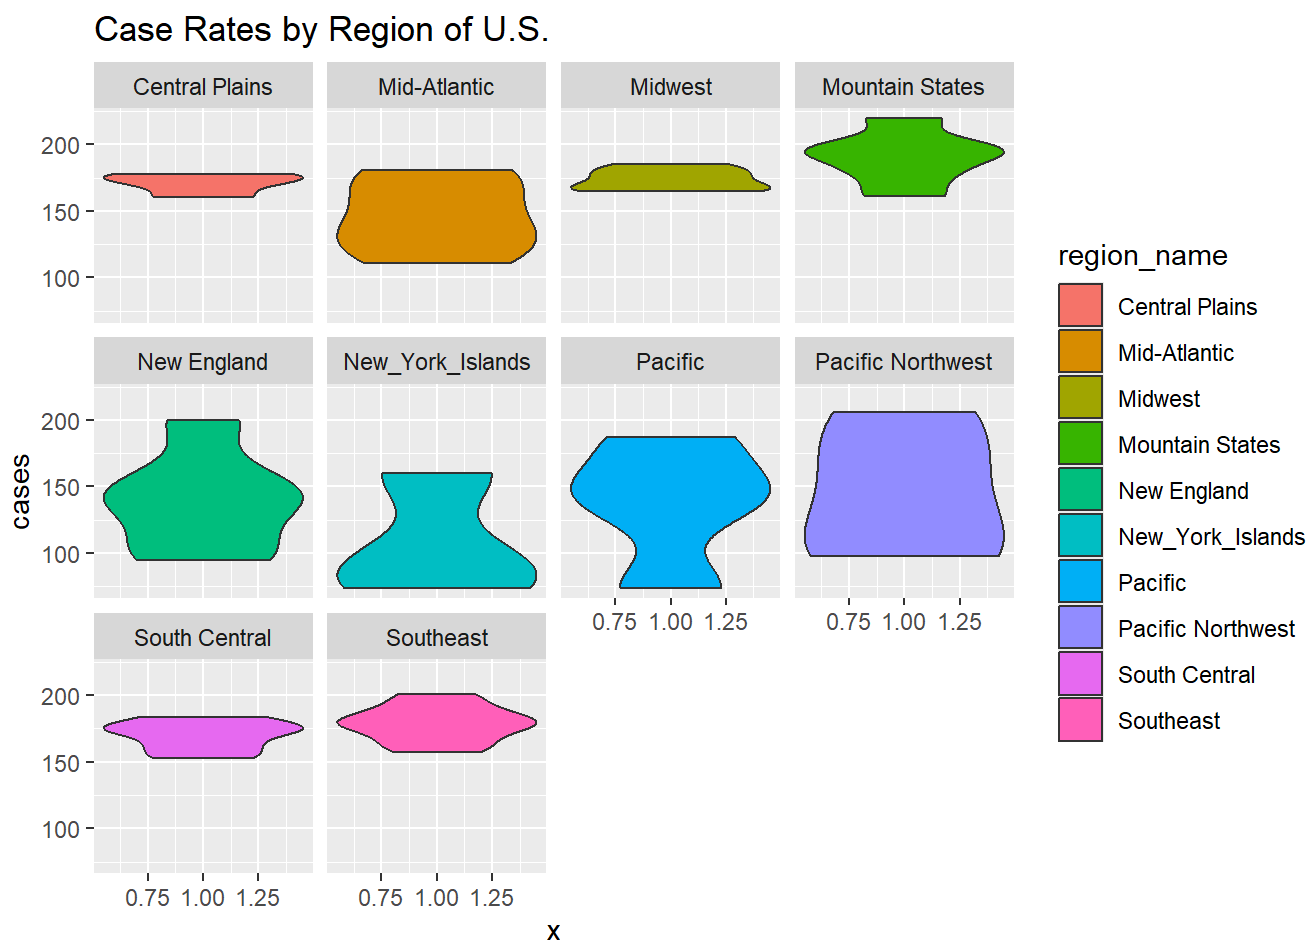 Case Rates by Region of U.S.
Central Plains
Mid-Atlantic
Midwest
Mountain States
200
150
100
New England
New_York_Islands
Pacific
Pacific Northwest
200
150
100
0.75 1.00 1.25
0.75 1.00 1.25
South Central
Southeast
200
150
100
0.75 1.00 1.25
0.75 1.00 1.25
cases
x
region_name
Central Plains
Mid-Atlantic
Midwest
Mountain States
New England
New_York_Islands
Pacific
Pacific Northwest
South Central
Southeast